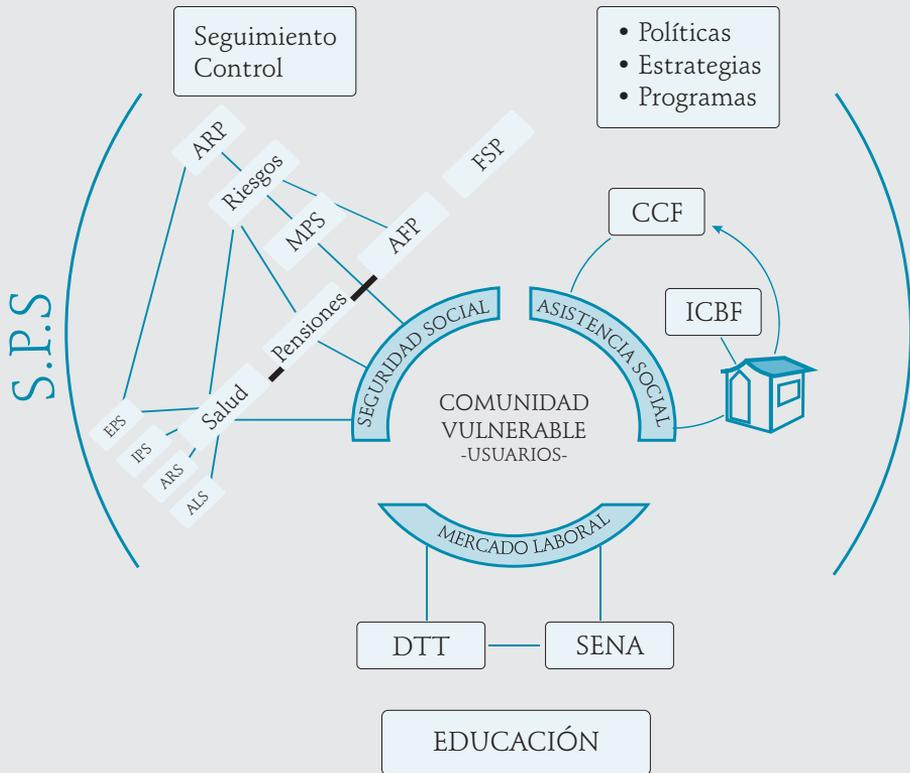 Seguimiento
Control
• Políticas
• Estrategias
• Programas
S.P.S
ARP
Riesgos
MPS
AFP
FSP
Pensiones
Salud
EPS
IPS
ARS
ALS
SEGURIDAD SOCIAL
ASISTENCIA SOCIAL
CCF
ICBF
COMUNIDAD
VULNERABLE
-USUARIOS-
MERCADO LABORAL
DTT
SENA
EDUCACIÓN